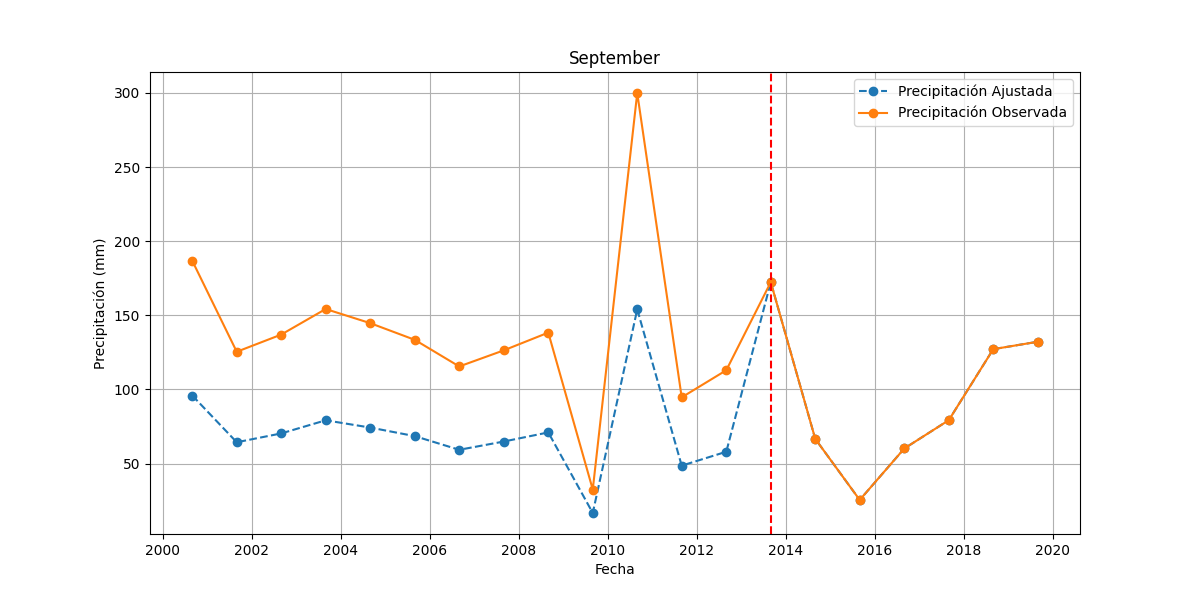 September
Precipitación Ajustada
Precipitación Observada
300
250
200
150
100
50
Precipitación (mm)
2000 2002 2004 2006 2008 2010 2012 2014 2016 2018 2020
Fecha